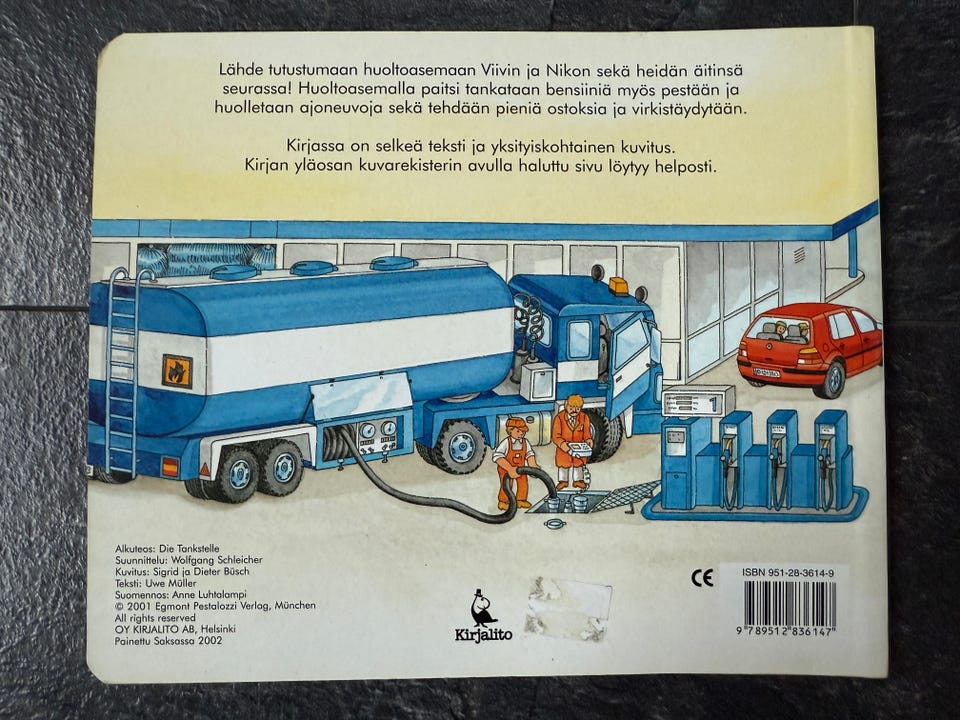 Lähde tutustumaan huoltoasemaan Viivin ja Nikon sekä heidän äitinsä
seurassa! Huoltoasemalla paitsi tankataan bensiiniä myös pestään ja
huolletaan ajoneuvoja sekä tehdään pieniä ostoksia ja virkistäydytään.
Kirjassa on selkeä teksti ja yksityiskohtainen kuvitus.
Kirjan yläosan kuvarekisterin avulla haluttu sivu löytyy helposti.
1
Alkuteos: Die Tankstelle
Suunnittelu: Wolfgang Schleicher
Kuvitus: Sigrid ja Dieter Büsch
Teksti: Uwe Müller
Suomennos: Anne Luhtalampi
© 2001 Egmont Pestalozzi Verlag, München
All rights reserved
OY KIRJALITO AB, Helsinki
Painettu Saksassa 2002
Kirjalito
CE
ISBN 951-28-3614-9
9 789512 836147